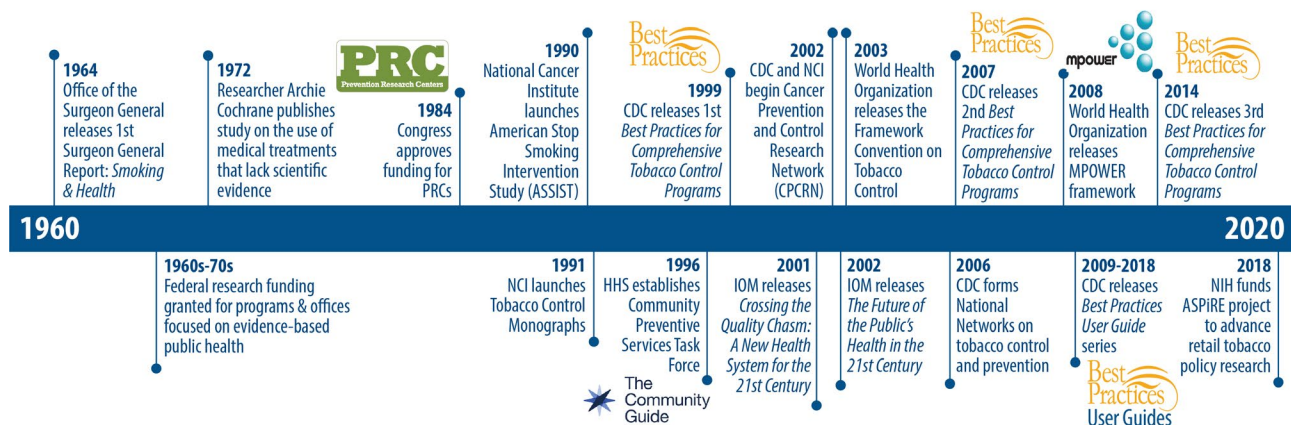 1964
Office of the
Surgeon General
releases 1st
Surgeon General
Report: Smoking
& Health
1972
Researcher Archie
Cochrane publishes
study on the use of
medical treatments
that lack scientific
evidence
PRC
Prevention Research Centers
1984
Congress
approves
funding for
PRCs
1990
National Cancer
Institute
launches
American Stop
Smoking
Intervention
Study (ASSIST)
Best
Practices
1999
CDC releases 1st
Best Practices for
Comprehensive
Tobacco Control
Programs
2002
CDC and NCI
begin Cancer
Prevention
and Control
Research
Network
(CPCRN)
2003
World Health
Organization
releases the
Framework
Convention on
Tobacco
Control
Best
Practices
2007
CDC releases
2nd Best
Practices for
Comprehensive
Tobacco Control
Programs
mpower
2008
World Health
Organization
releases
MPOWER
framework
Best
Practices
2014
CDC releases 3rd
Best Practices for
Comprehensive
Tobacco Control
Programs
1960
2020
1960s-70s
Federal research funding
granted for programs & offices
focused on evidence-based
public health
1991
NCI launches
Tobacco Control
Monographs
1996
HHS establishes
Community
Preventive
Services Task
Force
The
Community
Guide
2001
IOM releases
Crossing the
Quality Chasm:
A New Health
System for the
21st Century
2002
IOM releases
The Future of
the Public's
Health in the
21st Century
2006
CDC forms
National
Networks on
tobacco control
and prevention
2009-2018
CDC releases
Best Practices
User Guide
series
Best
Practices
User Guides
2018
NIH funds
ASPiRE project
to advance
retail tobacco
policy research